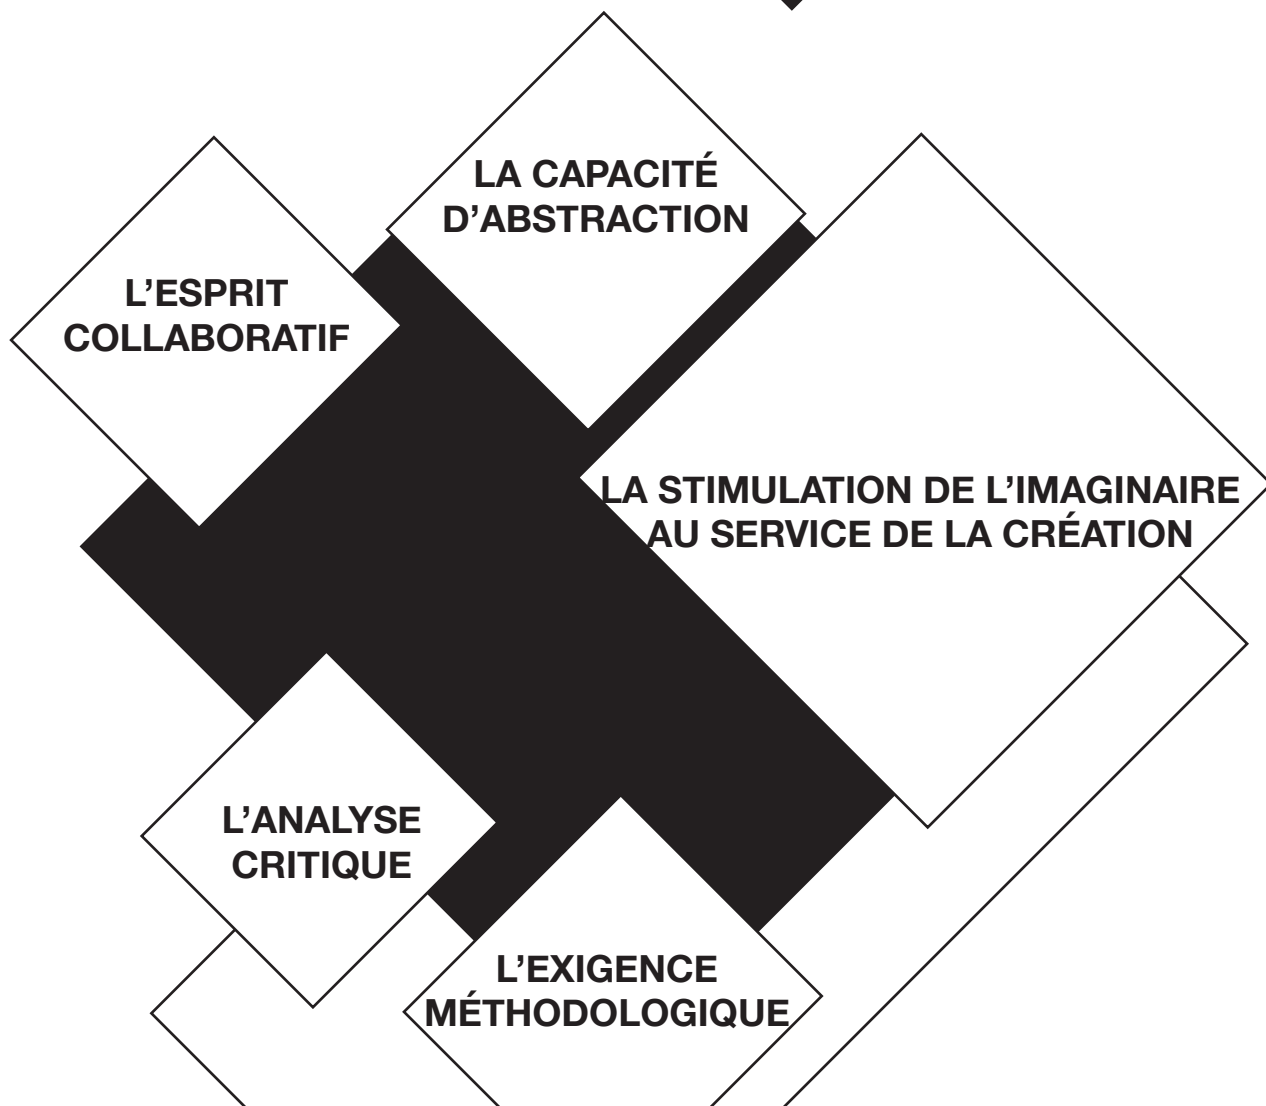 LA CAPACITÉ
D’ABSTRACTION
L’ESPRIT
COLLABORATIF
LA STIMULATION DE L’IMAGINAIRE
AU SERVICE DE LA CRÉATION
L’ANALYSE
CRITIQUE
L’EXIGENCE
MÉTHODOLOGIQUE